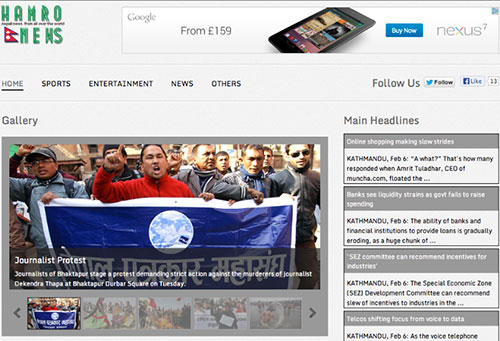 HAMRO
nepali news from all over the world
NEWS
Google
From £159
Buy Now
nexus 7
HOME
SPORTS
ENTERTAINMENT
NEWS
OTHERS
Follow Us
Follow
Like
13
Gallery
Main Headlines
Journalist Protest
Journalists of Bhaktapur stage a protest demanding strict action against the murderers of journalist
Dekendra Thapa at Bhaktapur Durbar Square on Tuesday.
Online shopping making slow strides
KATHMANDU, Feb 6: "A what?" That's how many
responded when Amrit Tuladhar, CEO of
muncha.com, floated the ...
Banks see liquidity strains as govt fails to raise
spending
KATHMANDU, Feb 6: The ability of banks and
financial institutions to provide loans is gradually
eroding, as a huge chunk of ...
'SEZ committee can recommend incentives for
industries'
KATHMANDU, Feb 6: The Special Economic Zone
(SEZ) Development Committee can recommend
slew of incentives to industries in the ...
Telcos shifting focus from voice to data
KATHMANDU, Feb 6: As the voice telephone